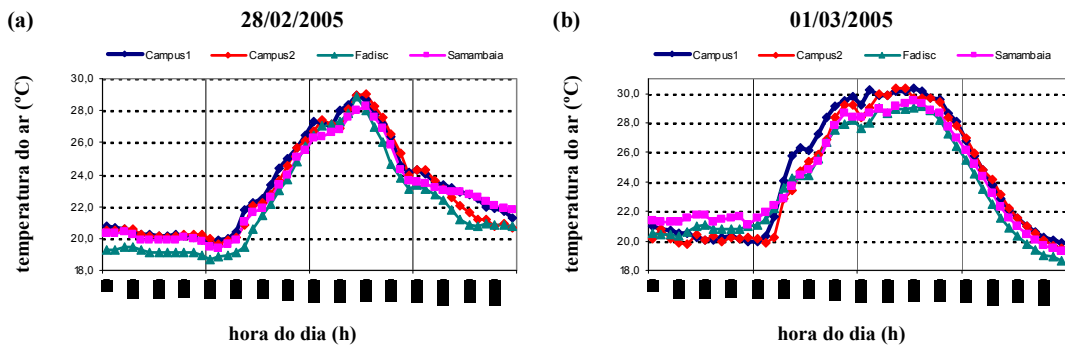 (a)
28/02/2005
Campus1 Campus2 Fadisc Samambaia
temperatura do ar (ºC)
30,0
28,0
26,0
24,0
22,0
20,0
18,0
hora do dia (h)
(b)
01/03/2005
Campus1 Campus2 Fadisc Samambaia
temperatura do ar (ºC)
30,0
28,0
26,0
24,0
22,0
20,0
18,0
hora do dia (h)